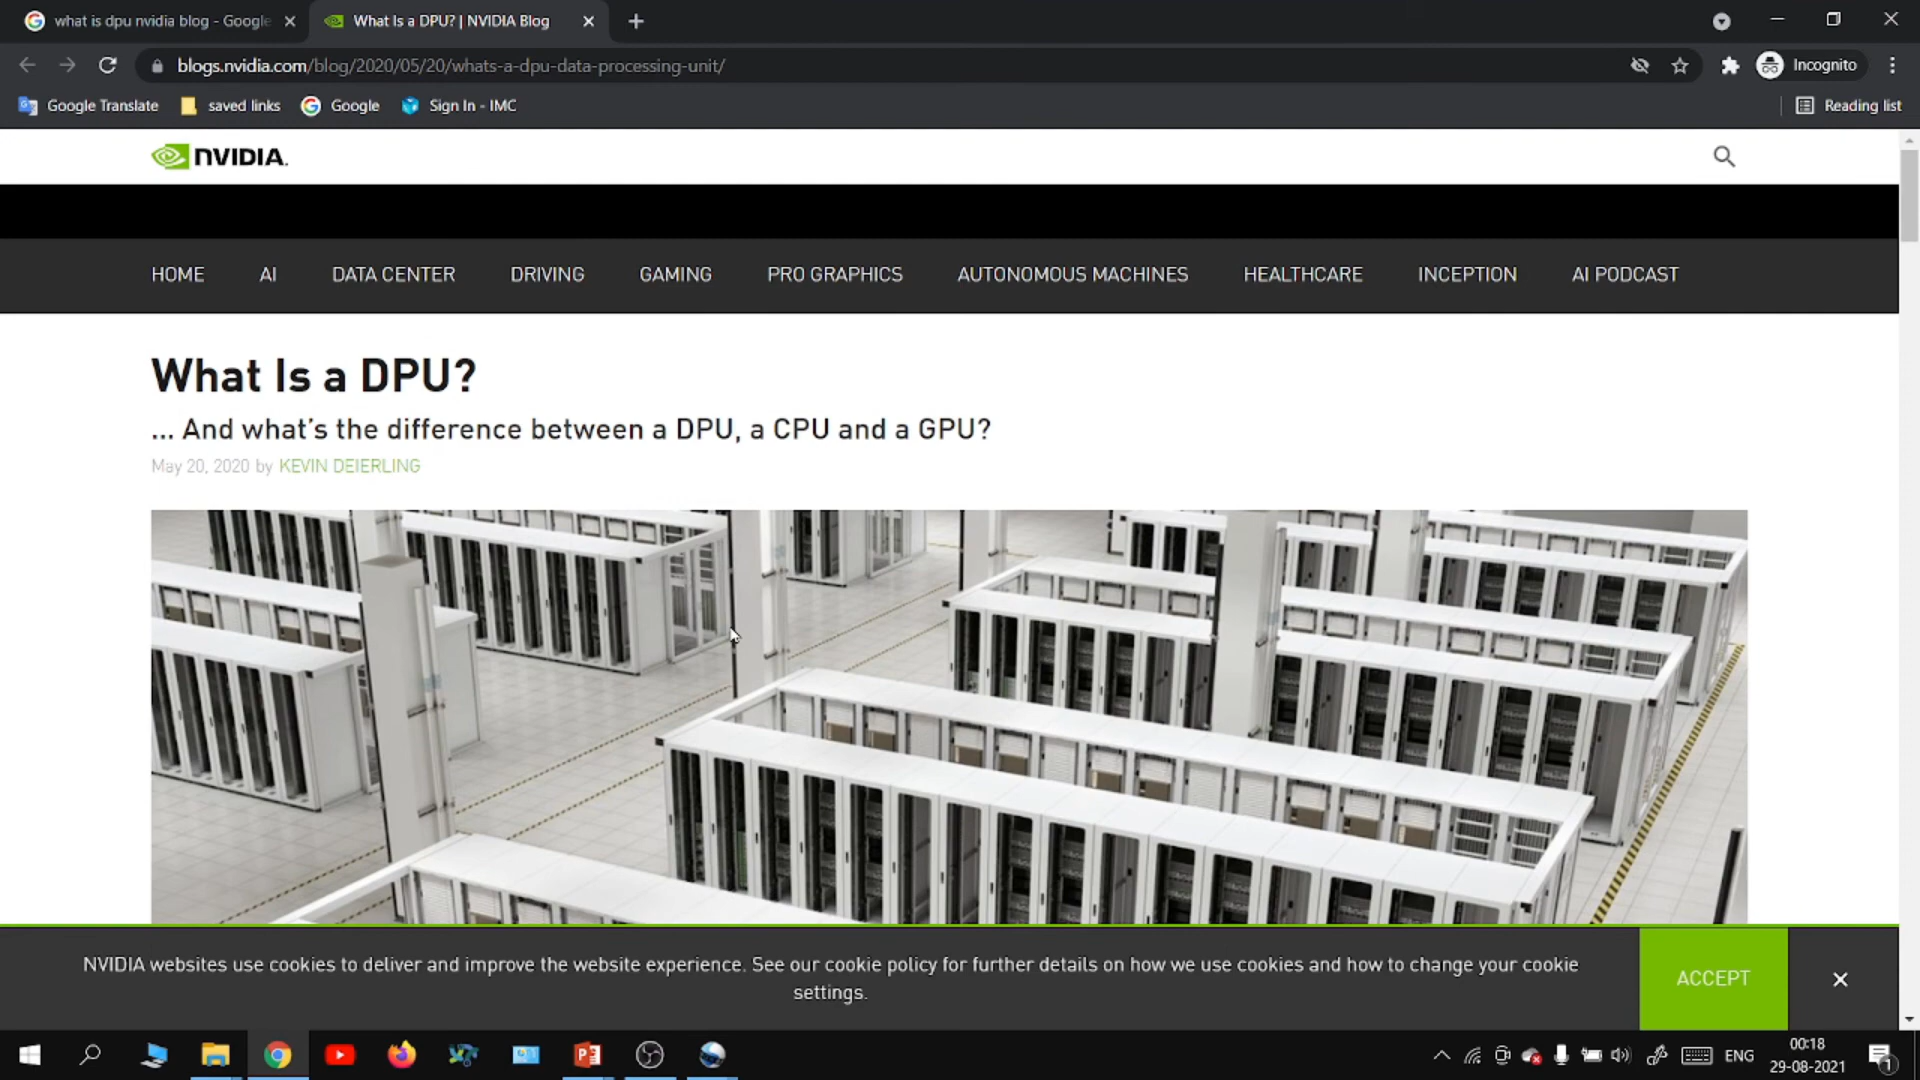 what is dpu nvidia blog - Google
What Is a DPU? | NVIDIA Blog
blogs.nvidia.com/blog/2020/05/20/whats-a-dpu-data-processing-unit/
Incognito
Google Translate
saved links
Google
Sign In - IMC
Reading list
NVIDIA.
HOME
AI
DATA CENTER
DRIVING
GAMING
PRO GRAPHICS
AUTONOMOUS MACHINES
HEALTHCARE
INCEPTION
AI PODCAST
What Is a DPU?
... And what's the difference between a DPU, a CPU and a GPU?
May 20, 2020 by KEVIN DEIERLING
NVIDIA websites use cookies to deliver and improve the website experience. See our cookie policy for further details on how we use cookies and how to change your cookie
settings.
ACCEPT
ENG
00:18
29-08-2021
1